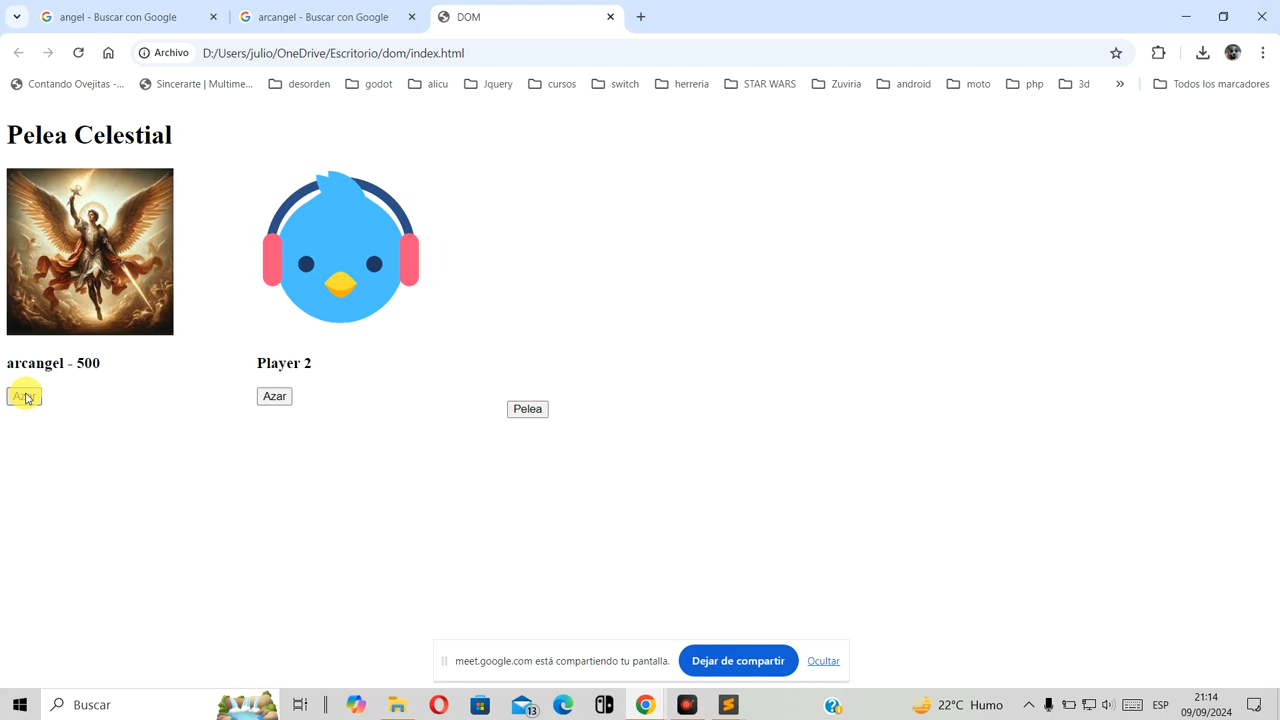 angel - Buscar con Google
arcangel - Buscar con Google
DOM
Archivo
D:/Users/julio/OneDrive/Escritorio/dom/index.html
Contando Ovejitas -...
Sincerarte | Multime...
desorden
godot
alicu
Jquery
cursos
switch
herreria
STAR WARS
Zuviria
android
moto
php
3d
Todos los marcadores
Pelea Celestial
arcangel - 500
Player 2
Azar
Azar
Pelea
meet.google.com está compartiendo tu pantalla.
Dejar de compartir
Ocultar
Buscar
13
22°C Humo
ESP
21:14
09/09/2024